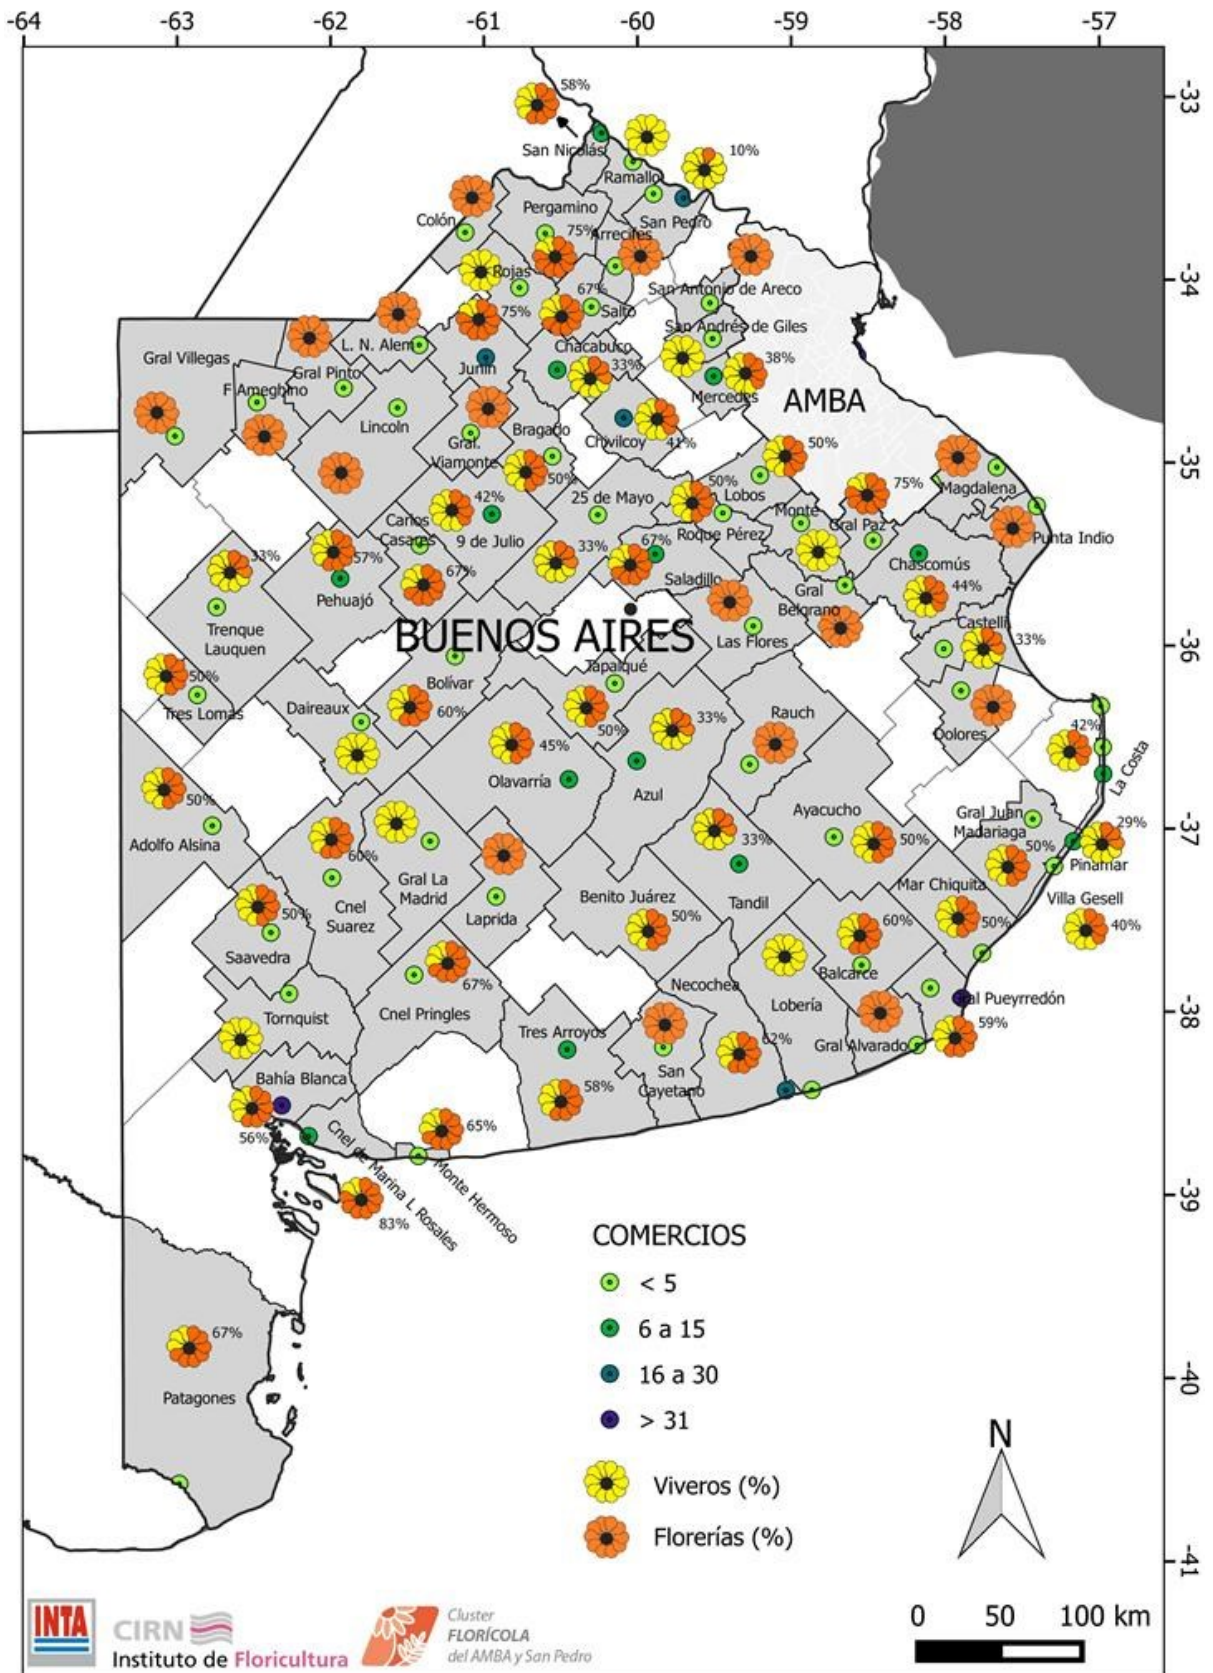 -64 -63 -62 -61 -60 -59 -58 -57
-33
-34
-35
-36
-37
-38
-39
-40
-41
58%
San Nicolás
10%
Ramallo
Pergamino
San Pedro
Colón
75%
Arrecifes
Rojas
67%
San Antonio de Areco
75%
Salto
San Andrés de Giles
L. N. Alem
Gral Villegas
Chacabuco
38%
Gral Pinto
Junín
33%
F Ameghino
Mercedes
AMBA
Lincoln
Bragado
Chivilcoy
Gral.
Viamonte
41%
50%
50%
50%
75%
Magdalena
42%
25 de Mayo
Lobos
Carlos
Casares
Monte
Gral Paz
9 de Julio
Roque Pérez
Punta Indio
33%
57%
33%
67%
Chascomús
67%
Saladillo
Pehuajó
44%
Gral
Belgrano
Castelli
BUENOS AIRES
Trenque
Lauquen
Las Flores
33%
Tapalqué
50%
Bolívar
Tres Lomas
Daireaux
60%
Rauch
33%
50%
Dolores
42%
45%
La Costa
Olavarría
Azul
50%
Ayacucho
Gral Juan
Madariaga
29%
Adolfo Alsina
60%
33%
50%
50%
Pinamar
Gral La
Madrid
Mar Chiquita
Benito Juárez
Villa Gesell
50%
Cnel
Suarez
Laprida
Tandil
50%
60%
50%
40%
Saavedra
67%
Necochea
Balcarce
Lobería
Gral Pueyrredón
Tornquist
Cnel Pringles
59%
Tres Arroyos
62%
Gral Alvarado
Bahía Blanca
San
Cayetano
58%
56%
65%
Cnel de Marina L Rosales
Monte Hermoso
83%
67%
Patagones
COMERCIOS
< 5
6 a 15
16 a 30
> 31
Viveros (%)
Florerías (%)
N
0 50 100 km
INTA
CIRN
Instituto de Floricultura
Cluster
FLORÍCOLA
del AMBA y San Pedro